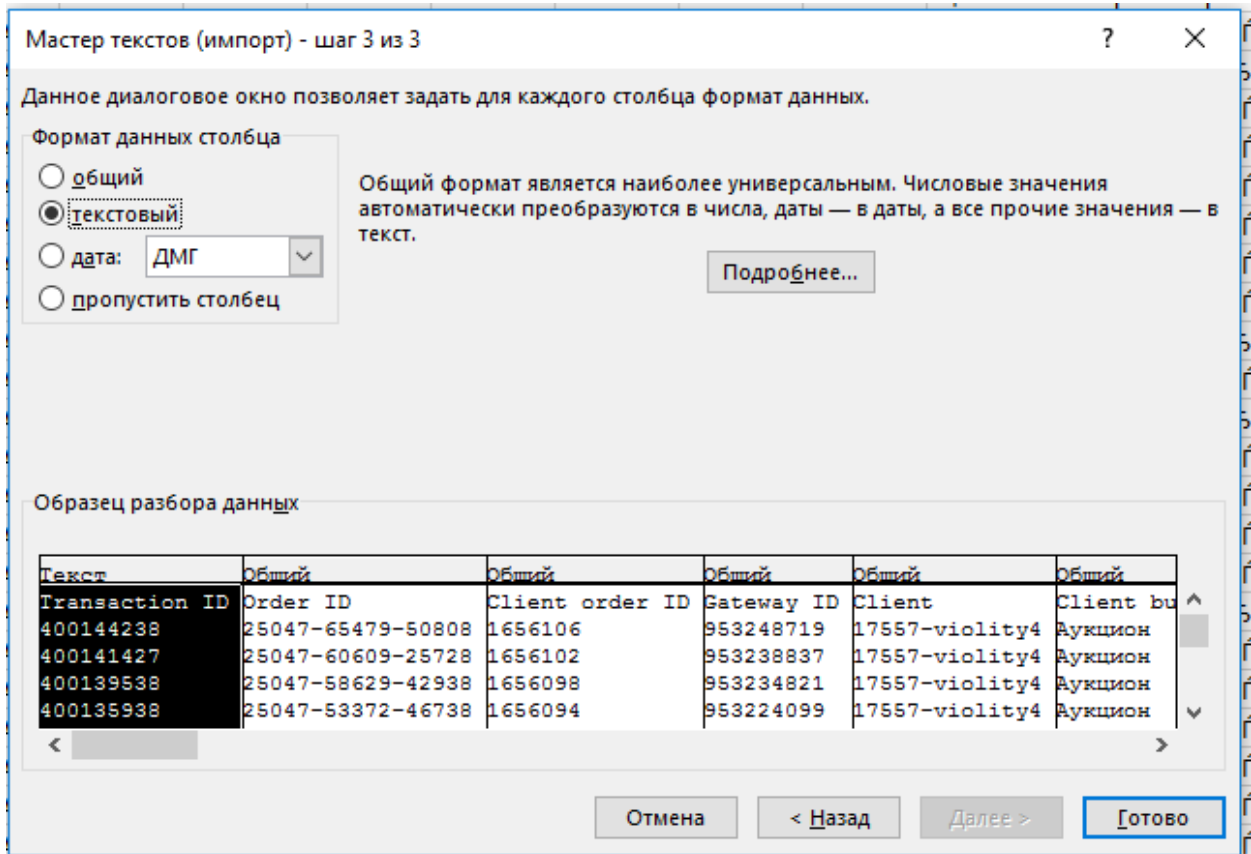 Мастер текстов (импорт) - шаг 3 из 3
?
Данное диалоговое окно позволяет задать для каждого столбца формат данных.
Формат данных столбца
общий
текстовый
дата: ДМГ
пропустить столбец
Общий формат является наиболее универсальным. Числовые значения
автоматически преобразуются в числа, даты — в даты, а все прочие значения — в
текст.
Подробнее...
Образец разбора данных
Текст Общий Общий Общий Общий Общий
Transaction ID Order ID Client order ID Gateway ID Client Client bu
400144238 25047-65479-50808 1656106 953248719 17557-violity4 Аукцион
400141427 25047-60609-25728 1656102 953238837 17557-violity4 Аукцион
400139538 25047-58629-42938 1656098 953234821 17557-violity4 Аукцион
400135938 25047-53372-46738 1656094 953224099 17557-violity4 Аукцион
Отмена < Назад Далее > Готово